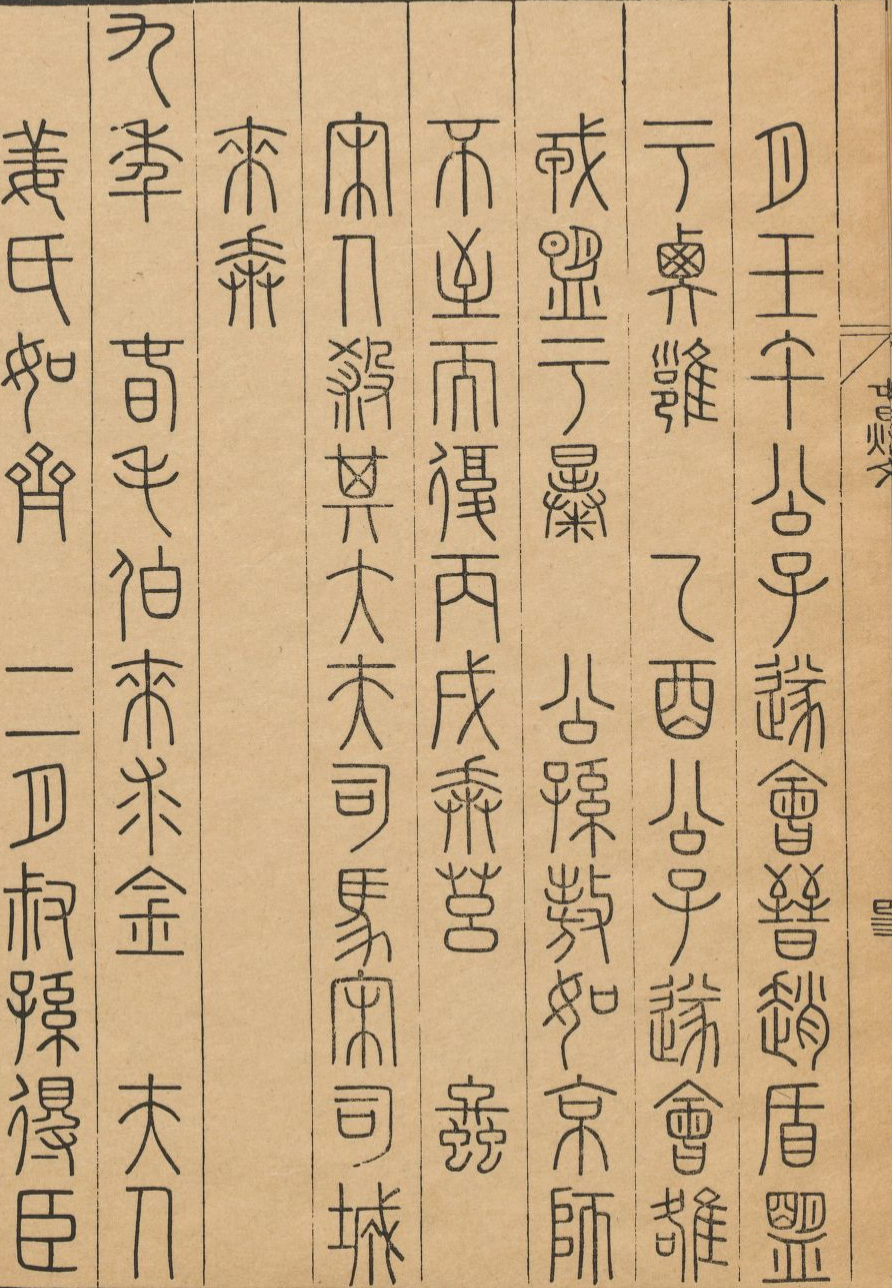 月壬午公子遂會晉趙盾盟
于衡雝　乙酉公子遂會雒
戎盟于暴　公孫敖如京師
不至而復丙戌奔莒　螽
宋人殺其大夫司馬宋司城
來奔
九年　春毛伯來求金　夫人
姜氏如齊　二月叔孫得臣